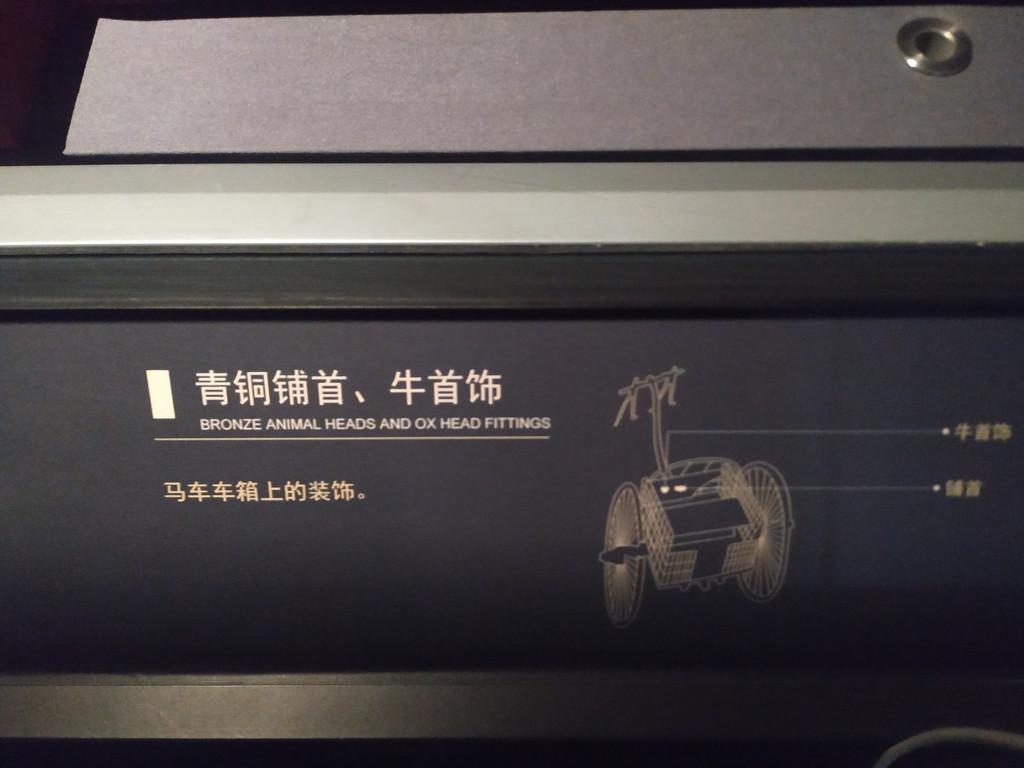 青铜铺首、牛首饰
BRONZE ANIMAL HEADS AND OX HEAD FITTINGS
马车车箱上的装饰。
牛首饰
铺首